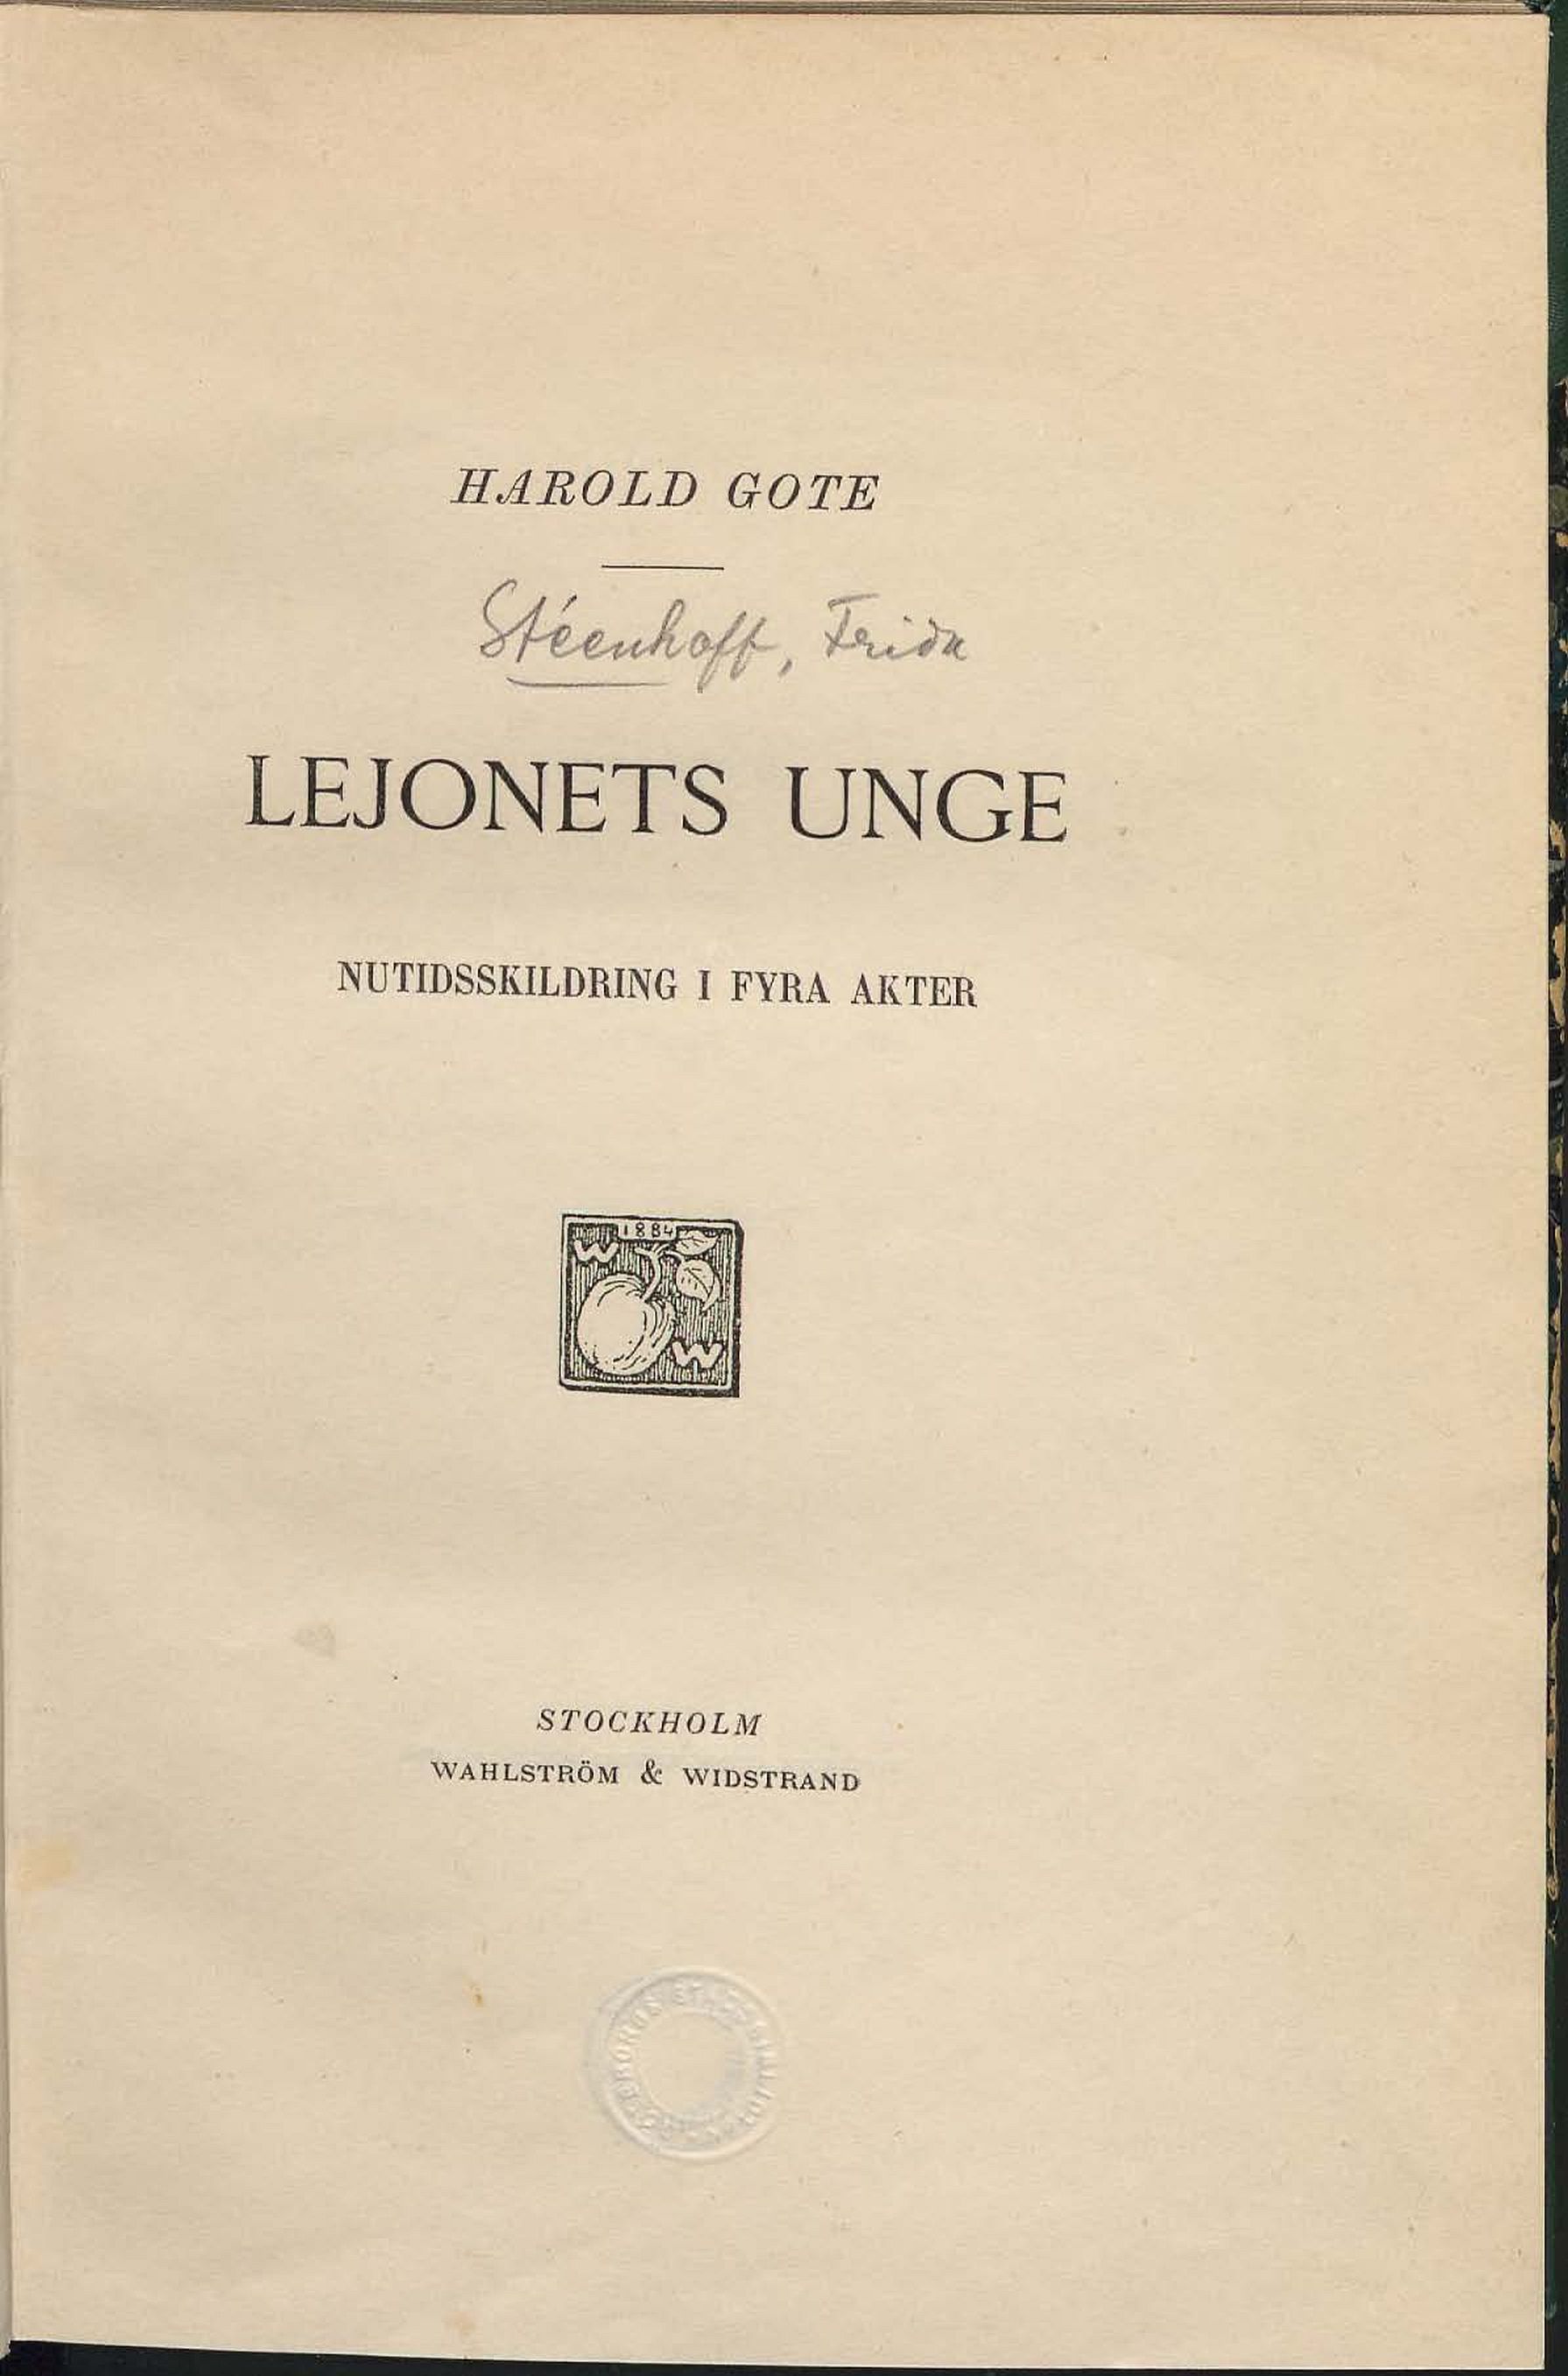 HAROLD GOTE
Stéenhoff, Frida
LEJONETS UNGE
NUTIDSSKILDRING I FYRA AKTER
1884
W
W
STOCKHOLM
WAHLSTRÖM & WIDSTRAND